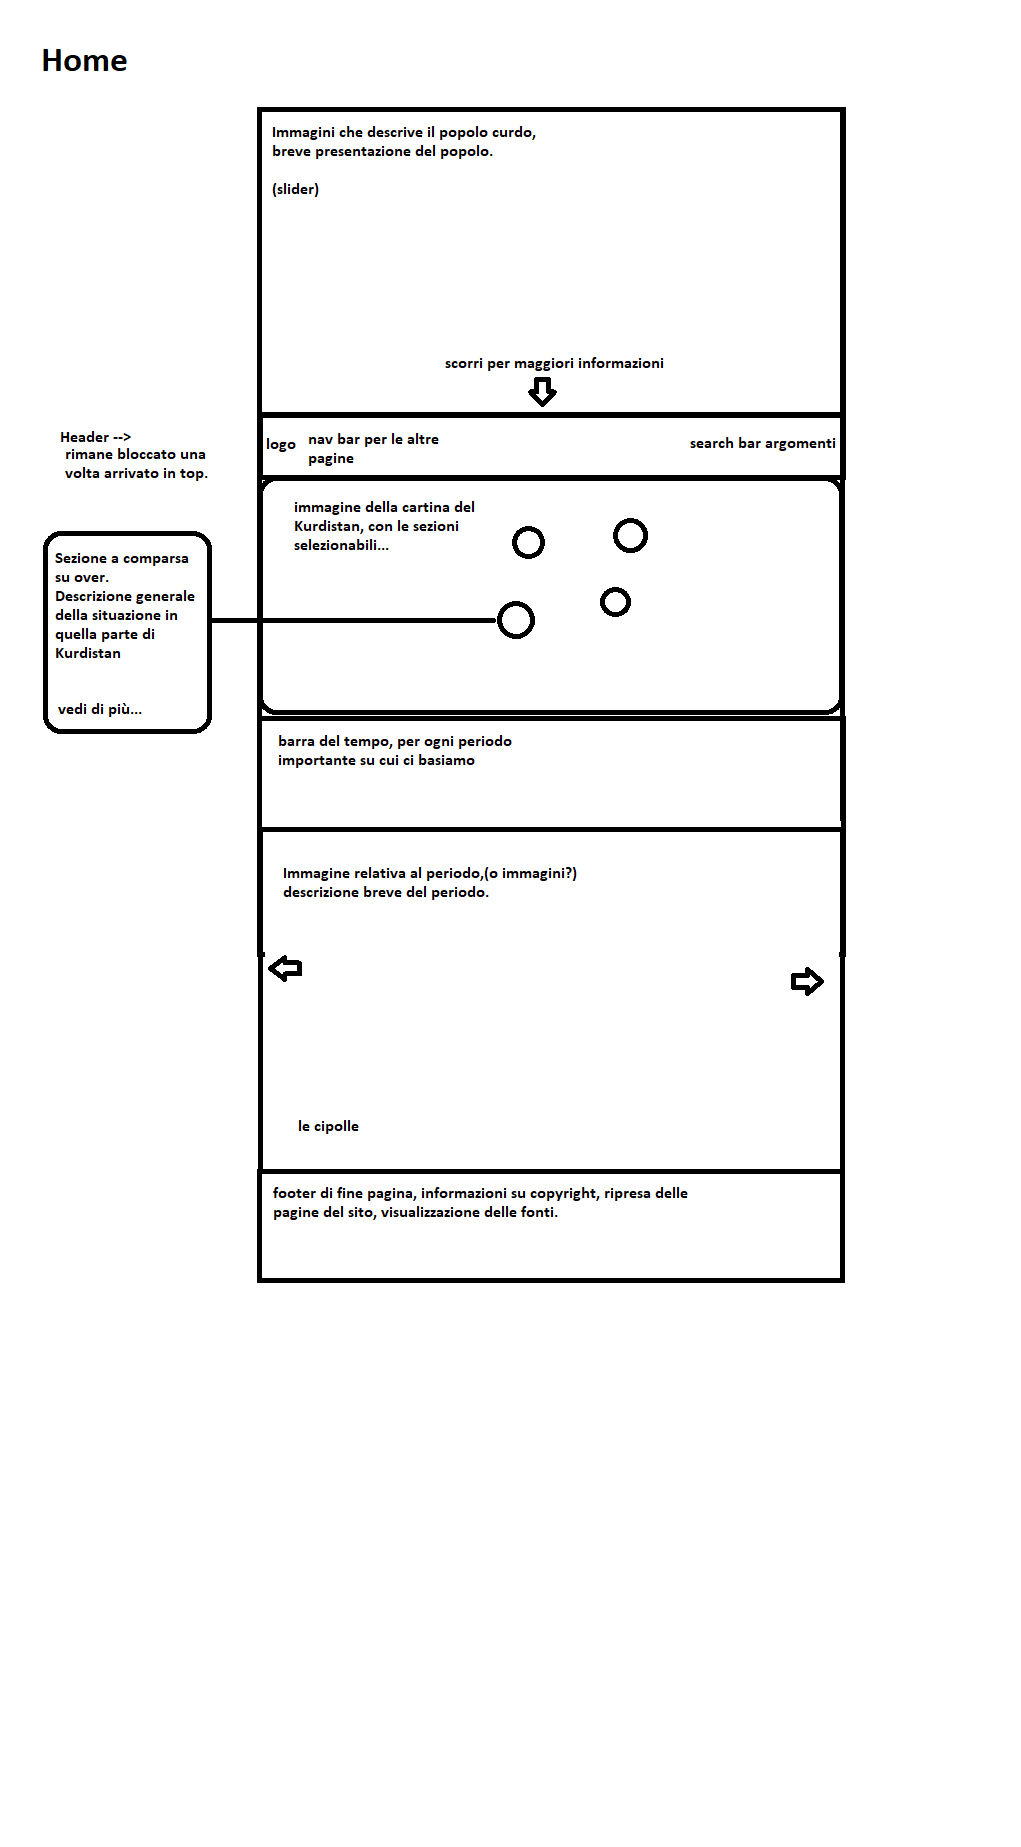 Home
Immagini che descrive il popolo curdo,
breve presentazione del popolo.
(slider)
scorri per maggiori informazioni
Header -->
rimane bloccato una
volta arrivato in top.
logo
nav bar per le altre
pagine
search bar argomenti
immagine della cartina del
Kurdistan, con le sezioni
selezionabili...
Sezione a comparsa
su over.
Descrizione generale
della situazione in
quella parte di
Kurdistan
vedi di più...
barra del tempo, per ogni periodo
importante su cui ci basiamo
Immagine relativa al periodo,(o immagini?)
descrizione breve del periodo.
le cipolle
footer di fine pagina, informazioni su copyright, ripresa delle
pagine del sito, visualizzazione delle fonti.